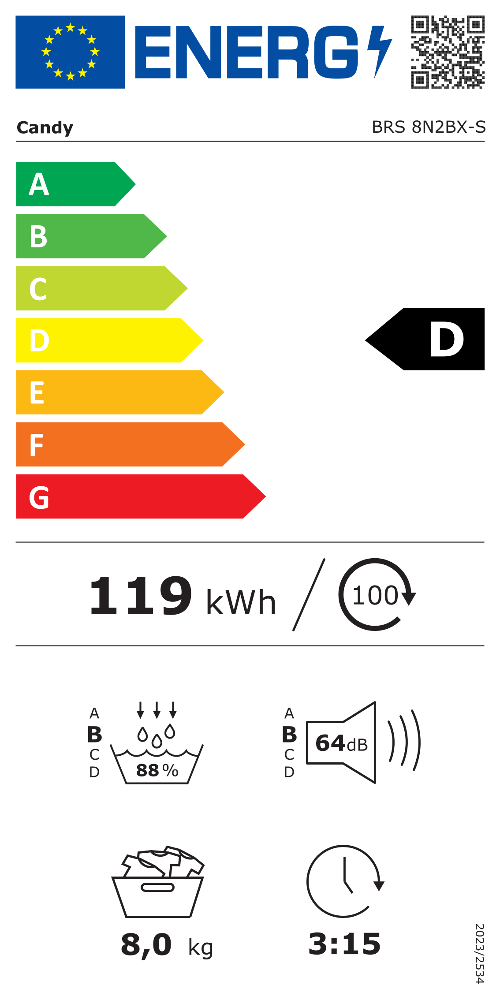 ENERG
Candy
BRS 8N2BX-S
A
B
C
D
D
E
F
G
119 kWh
100
A
B
C
D
88 %
A
B
C
D
64dB
8,0 kg
3:15
2023/2534